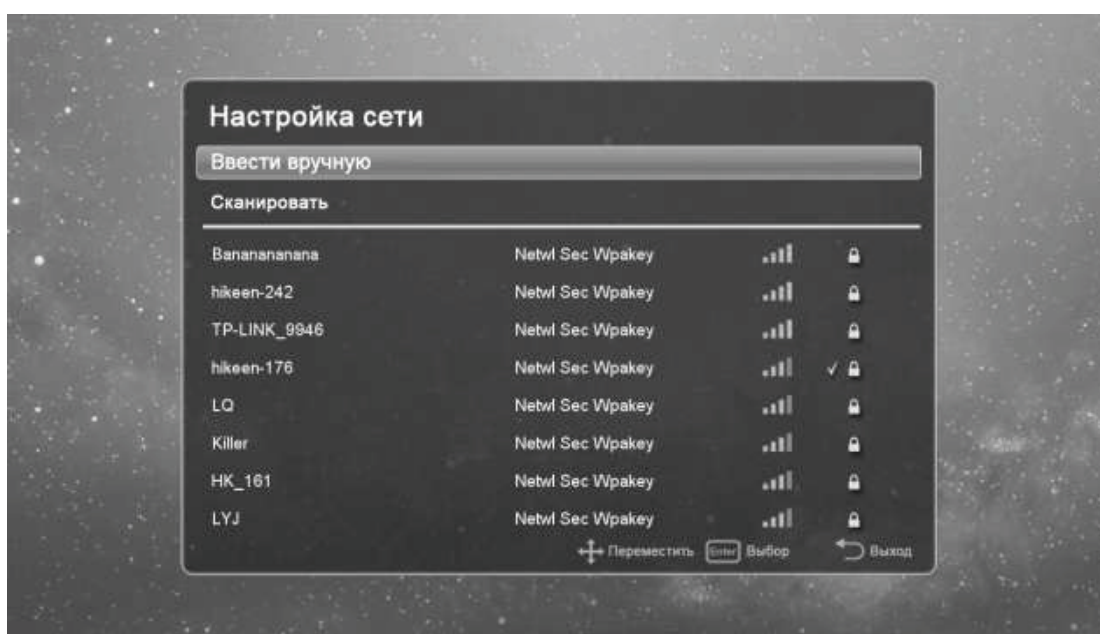 Настройка сети
Ввести вручную
Сканировать
Bananananana Netwl Sec Wpakey
hikeen-242 Netwl Sec Wpakey
TP-LINK_9946 Netwl Sec Wpakey
hikeen-176 Netwl Sec Wpakey
LQ Netwl Sec Wpakey
Killer Netwl Sec Wpakey
HK_161 Netwl Sec Wpakey
LYJ Netwl Sec Wpakey
Переместить Enter Выбор Выход